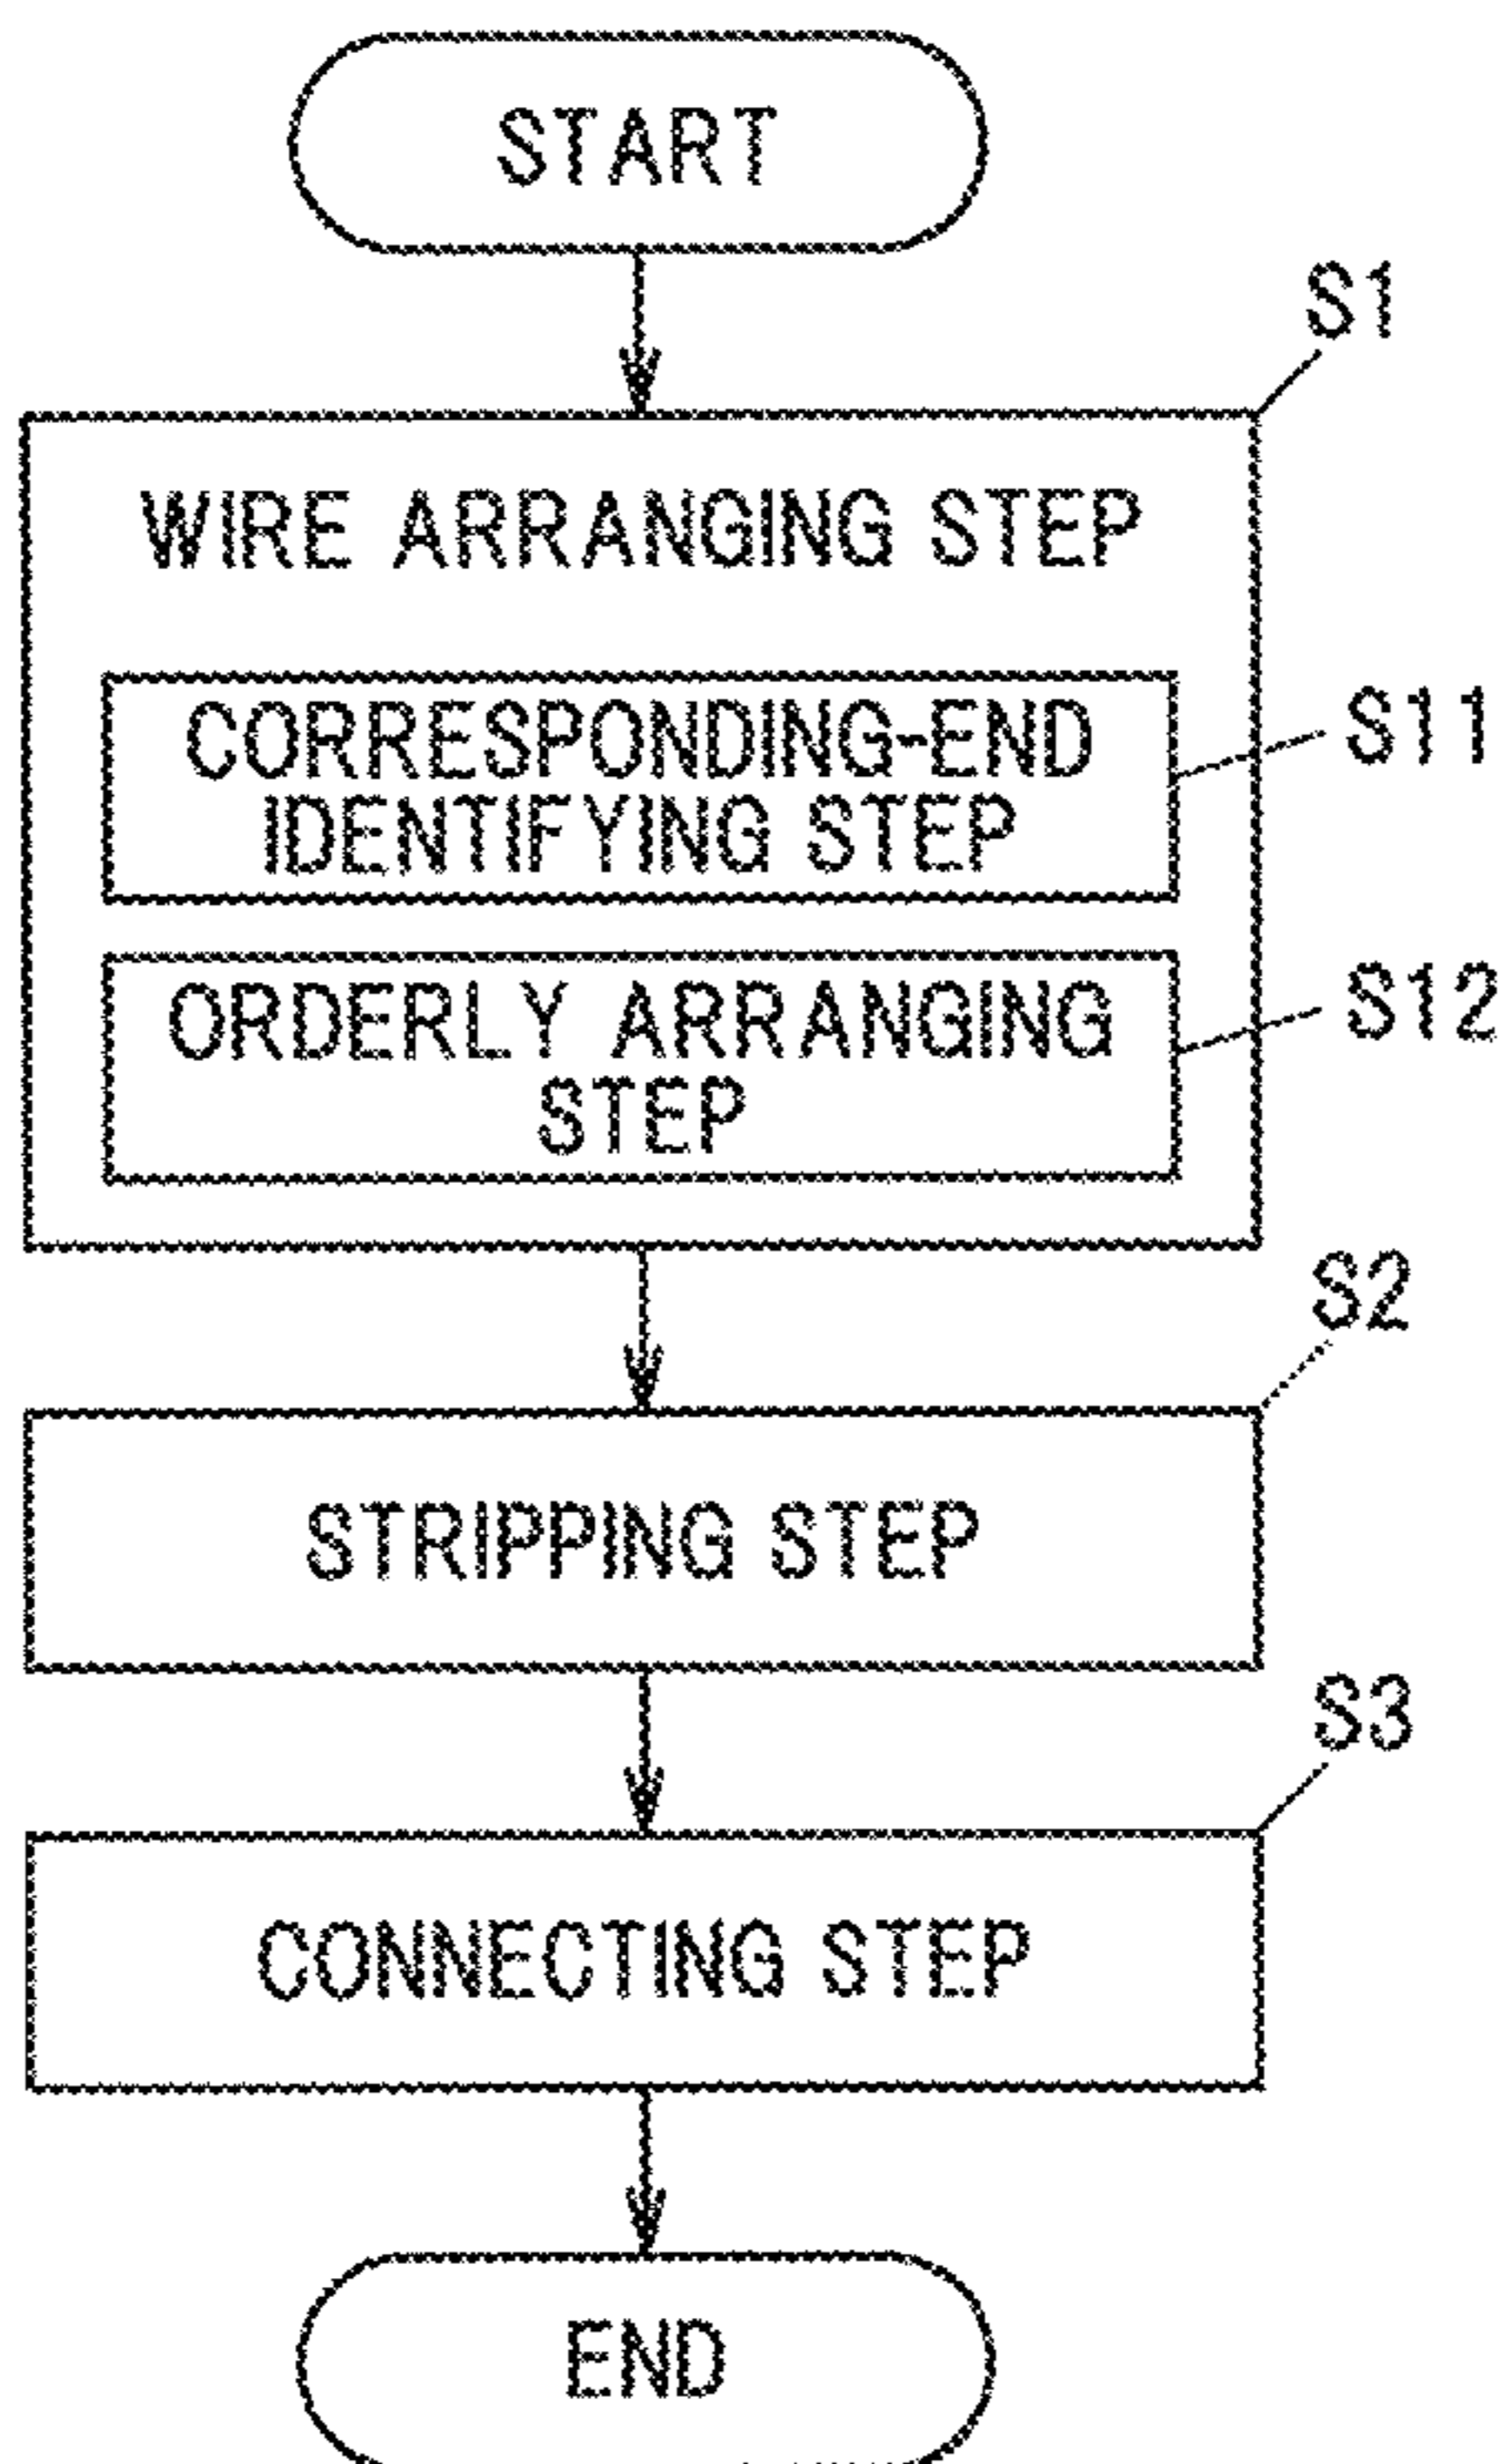 START
S1
WIRE ARRANGING STEP
CORRESPONDING-END
IDENTIFYING STEP
S11
ORDERLY ARRANGING
STEP
S12
S2
STRIPPING STEP
S3
CONNECTING STEP
END